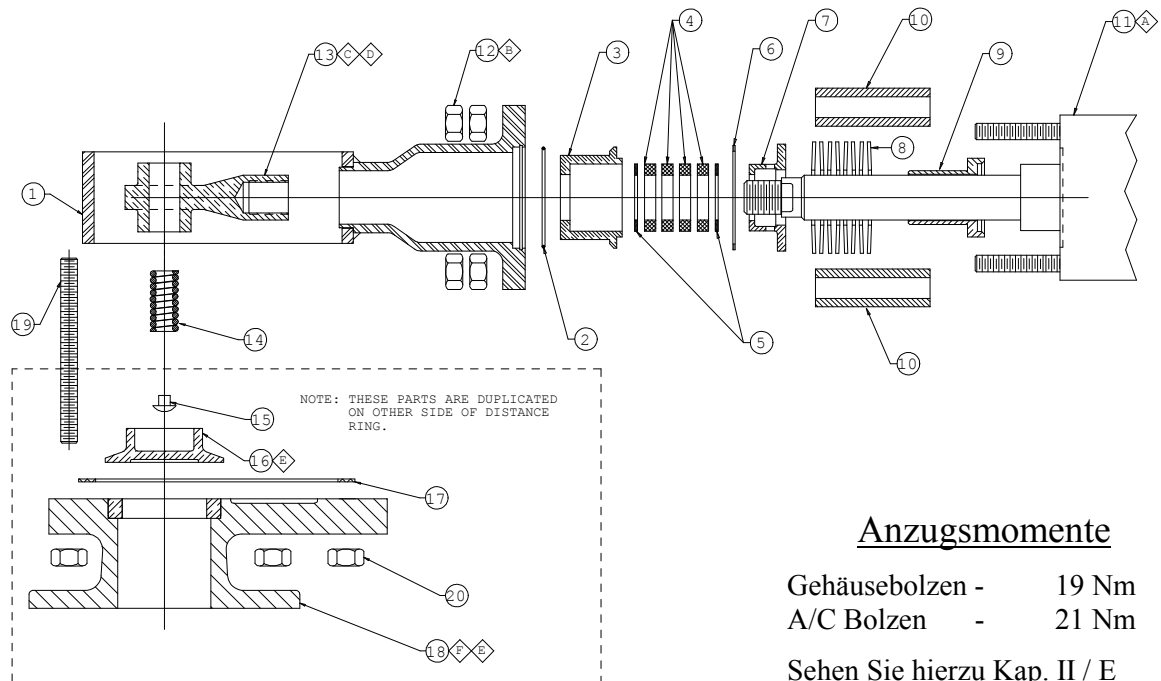 10
4
7
11 A
12 B
3
6
9
13 C D
10
8
1
19
14
2
5
10
NOTE: THESE PARTS ARE DUPLICATED
ON OTHER SIDE OF DISTANCE
RING.
15
16 E
17
20
18 F E
Anzugsmomente
Gehäusebolzen - 19 Nm
A/C Bolzen - 21 Nm
Sehen Sie hierzu Kap. II / E